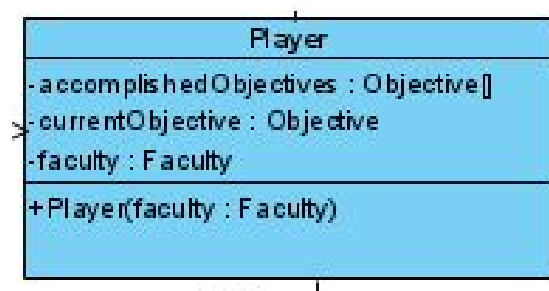 Player
-accomplishedObjectives : Objective[]
-currentObjective : Objective
-faculty : Faculty
+Player(faculty : Faculty)